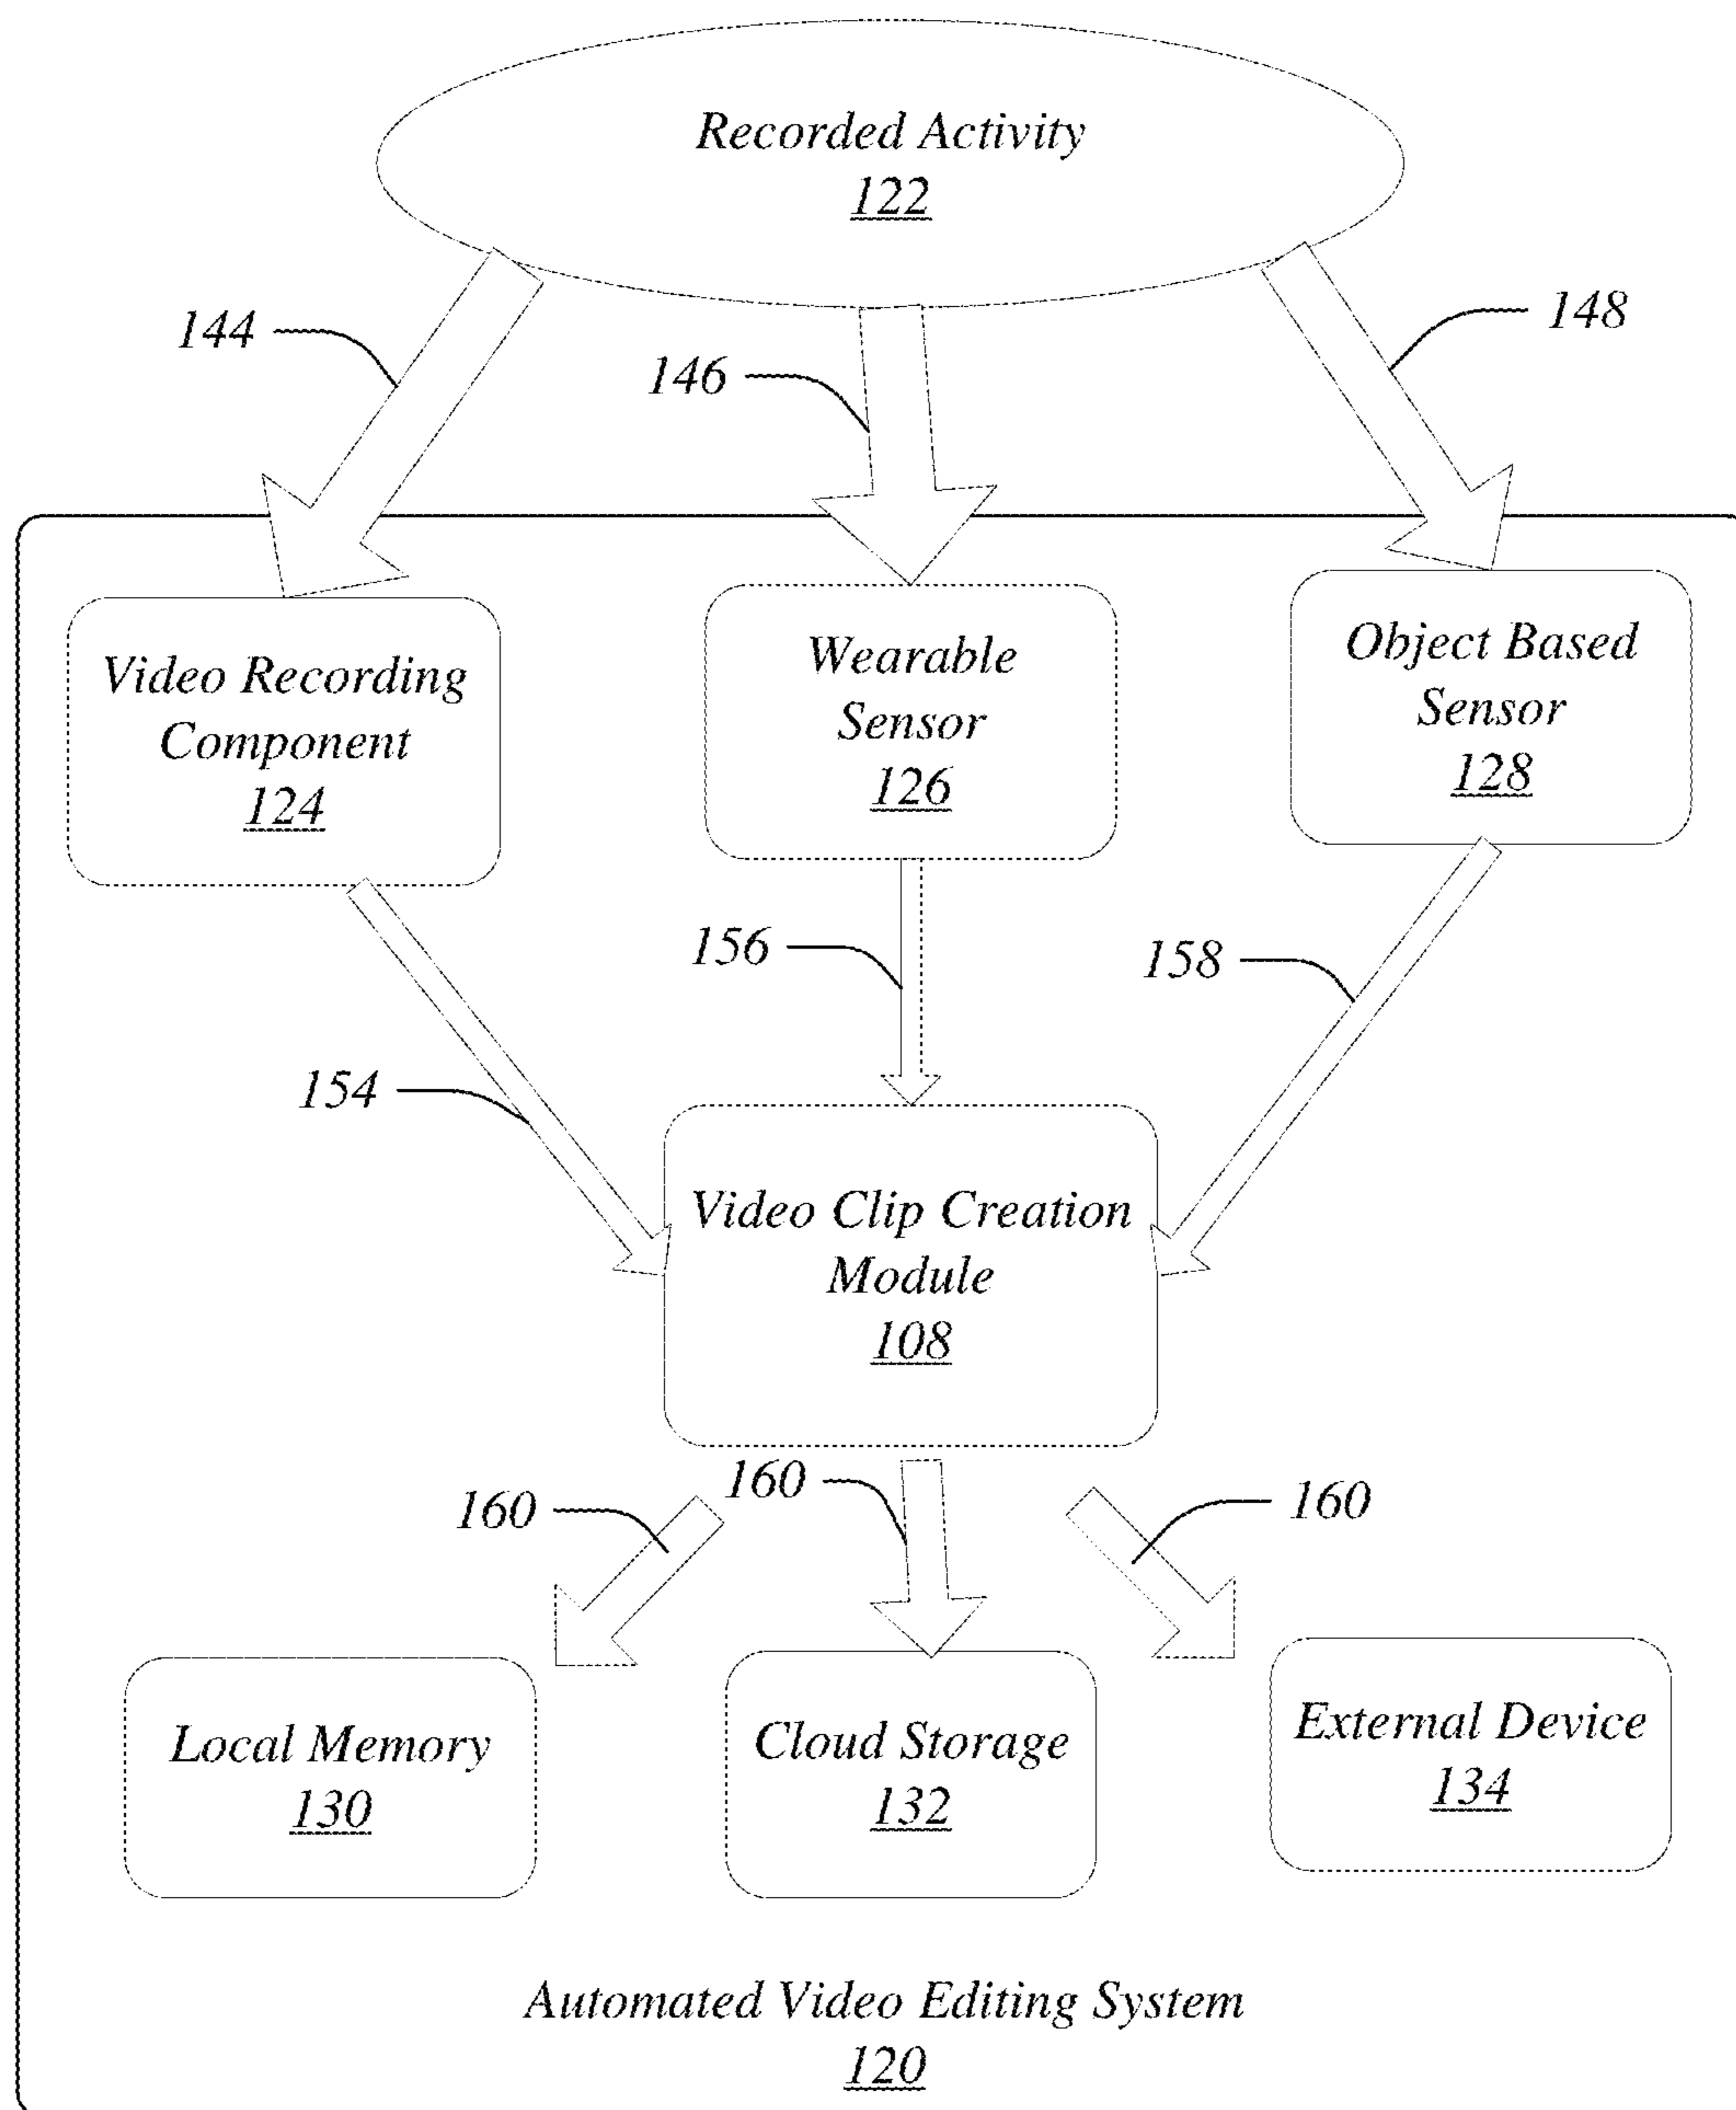 Recorded Activity
122
144
146
148
Video Recording
Component
124
Wearable
Sensor
126
Object Based
Sensor
128
154
156
158
Video Clip Creation
Module
108
160
160
160
Local Memory
130
Cloud Storage
132
External Device
134
Automated Video Editing System
120